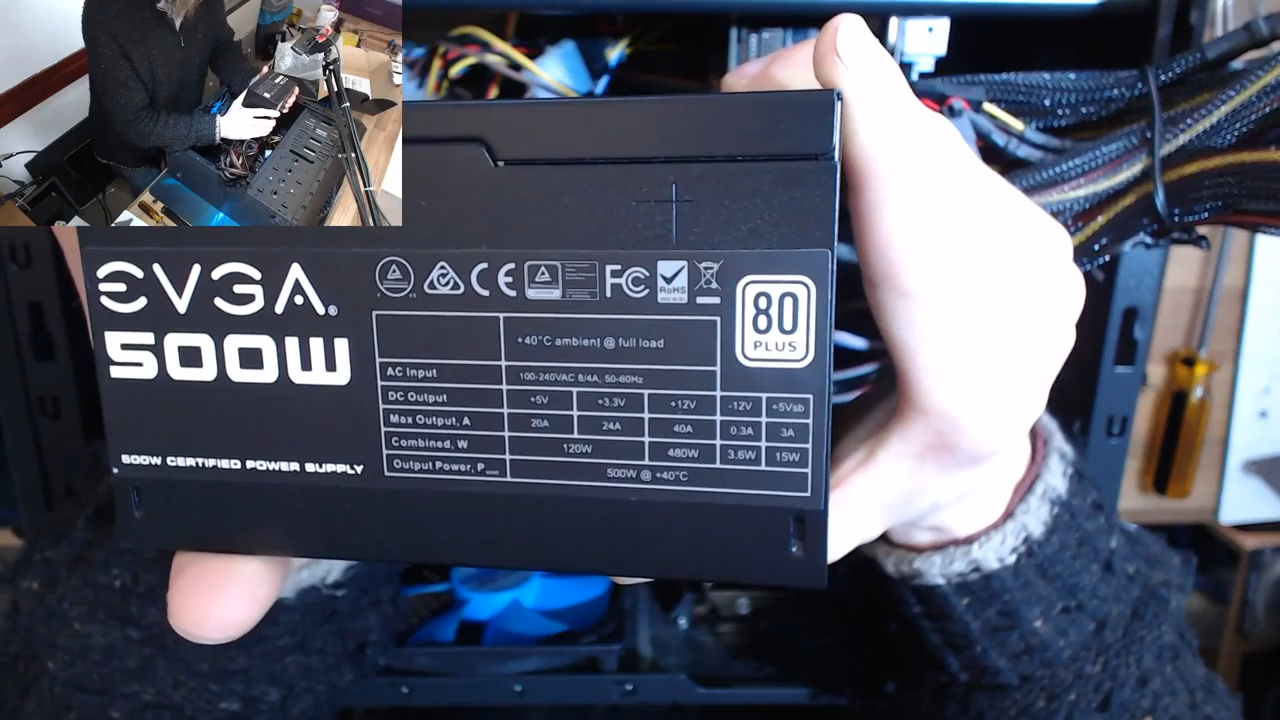 EVGA®
500W
500W CERTIFIED POWER SUPPLY
CE
FC
RoHS
80
PLUS
+40°C ambient @ full load
AC Input 100-240VAC 8/4A, 50-60Hz
DC Output +5V +3.3V +12V -12V +5Vsb
Max Output, A 20A 24A 40A 0.3A 3A
Combined, W 120W 480W 3.6W 15W
Output Power, P 500W @ +40°C